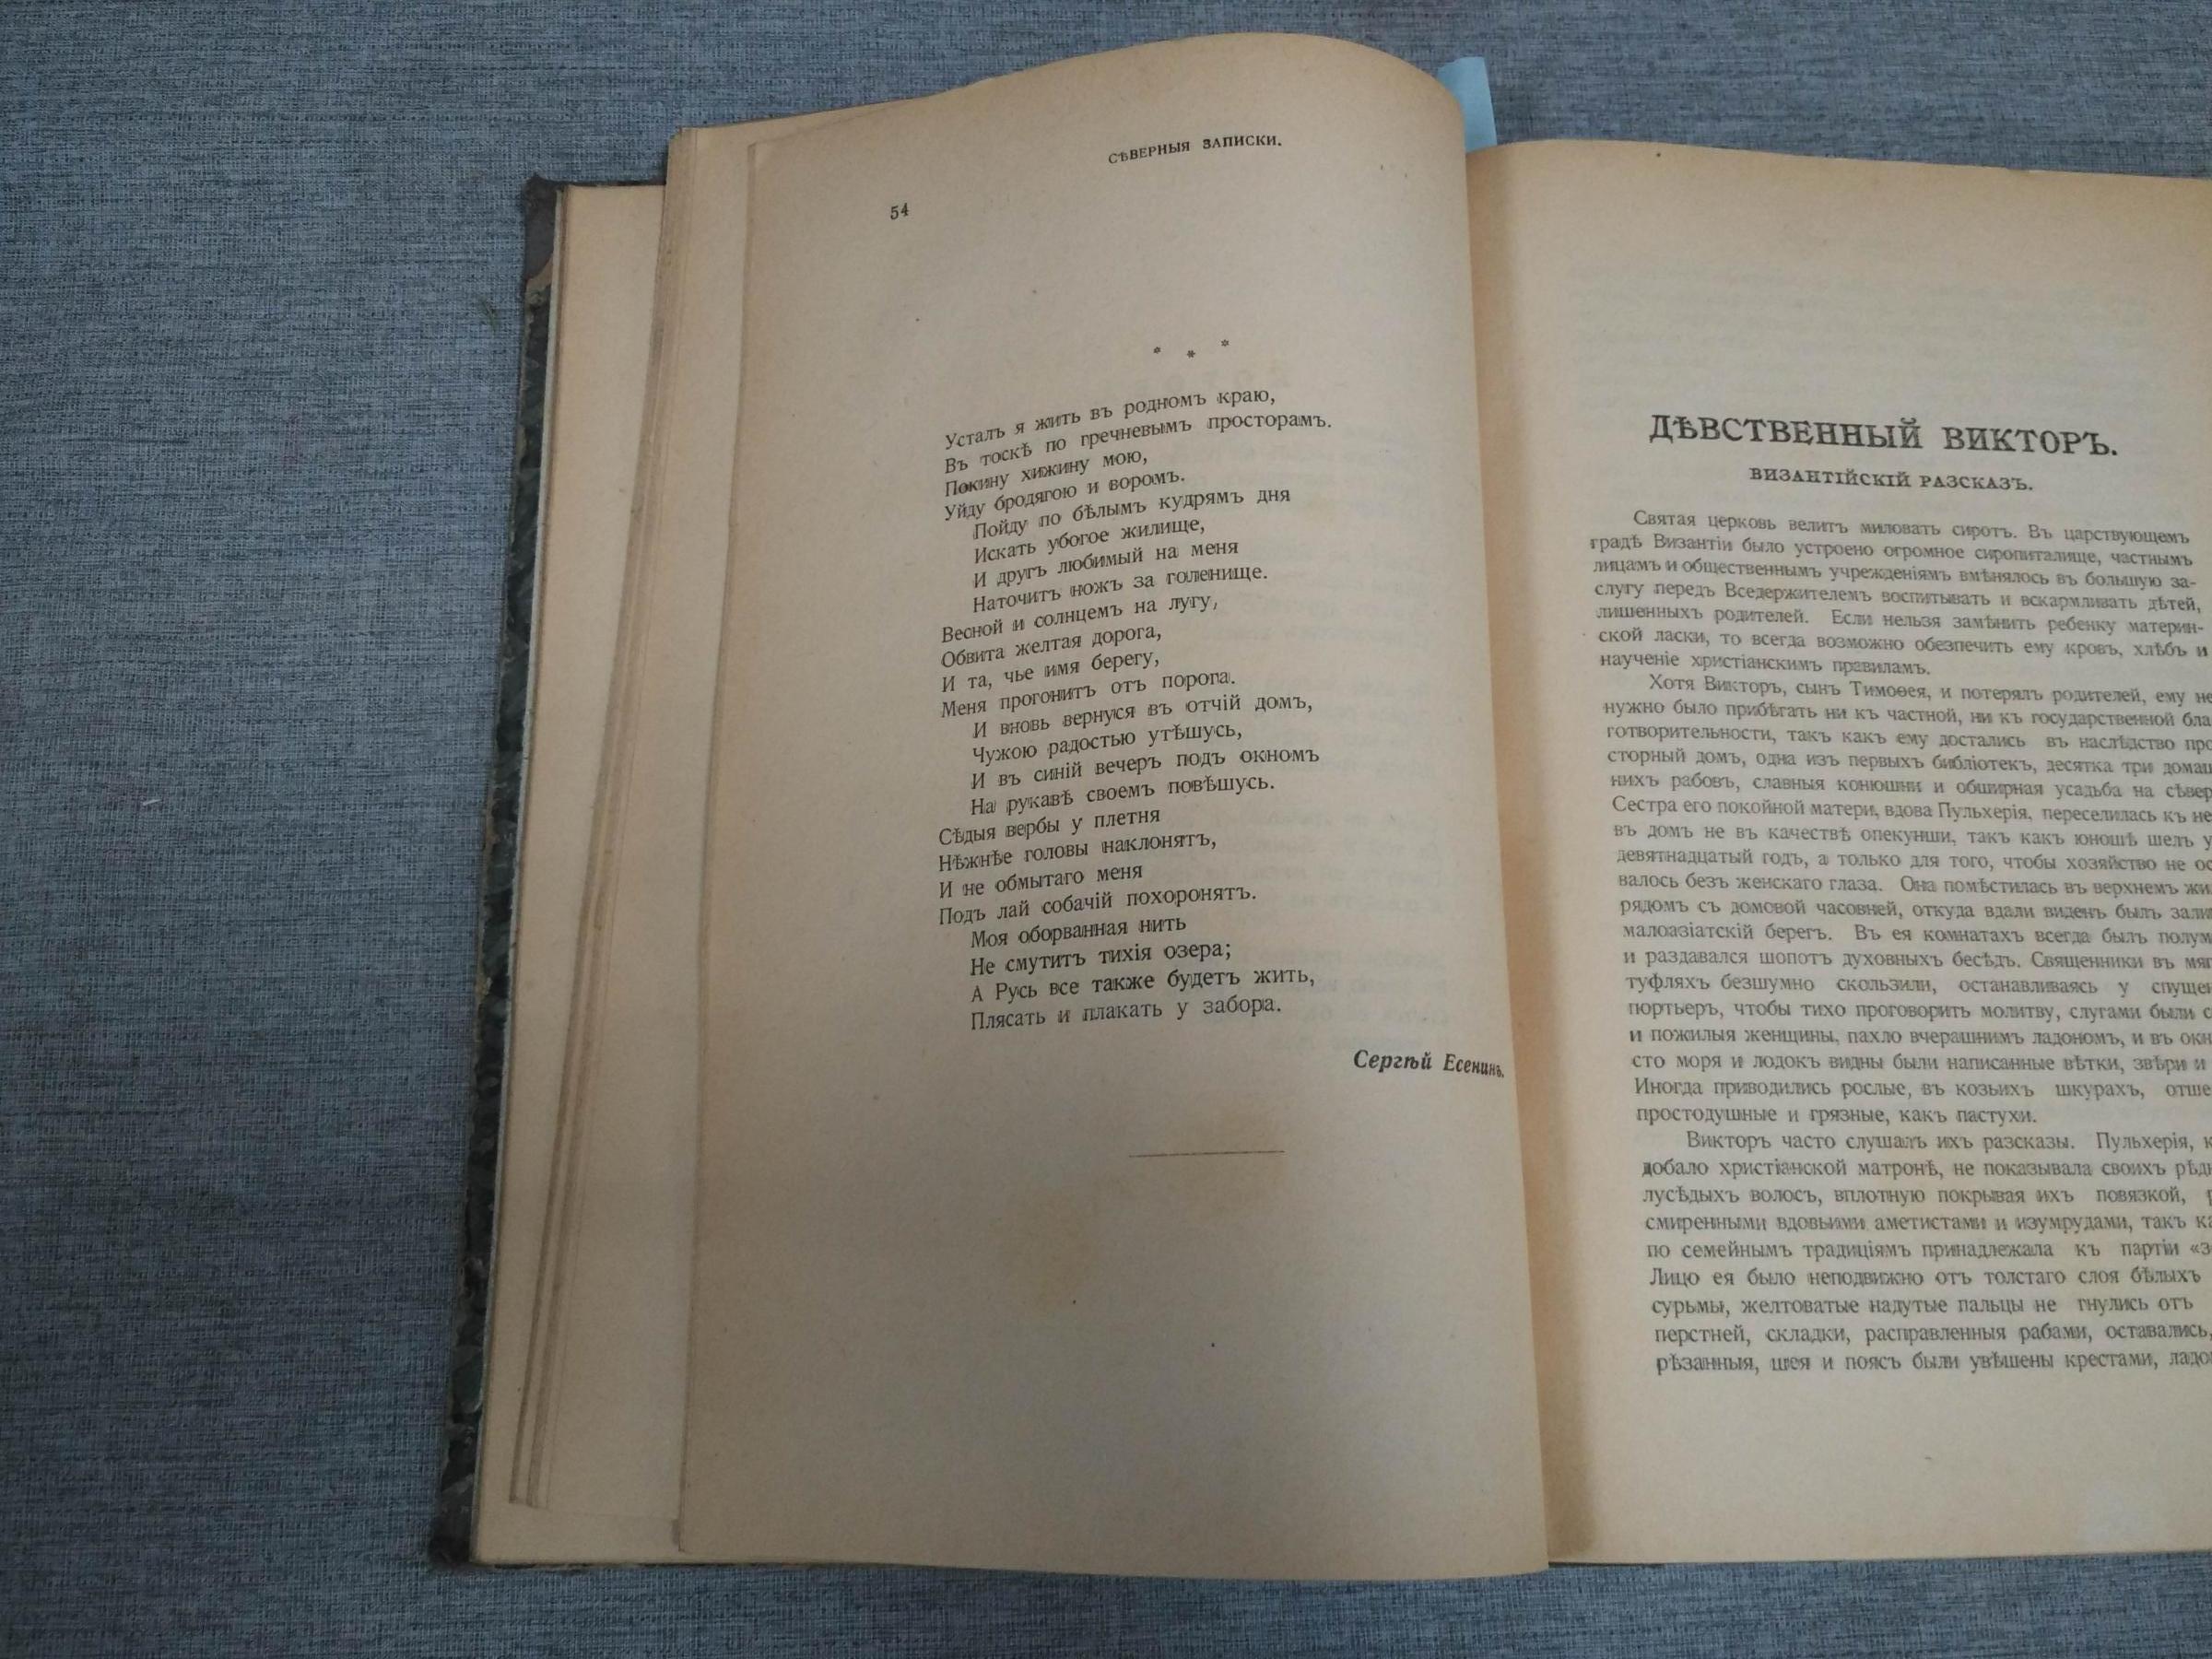 СѢВЕРНЫЯ ЗАПИСКИ.
54
* * *
Усталъ я жить въ родномъ краю,
Въ тоскѣ по гречневымъ просторамъ.
Покину хижину мою,
Уйду бродягою и воромъ.
Пойду по бѣлымъ кудрямъ дня
Искать убогое жилище,
И другъ любимый на меня
Наточитъ ножъ за голенище.
Весной и солнцемъ на лугу,
Обвита желтая дорога,
И та, чье имя берегу,
Меня прогонитъ отъ порога.
И вновь вернуся въ отчій домъ,
Чужою радостью утѣшусь,
И въ синій вечеръ подъ окномъ
На рукавѣ своемъ повѣшусь.
Сѣдыя вербы у плетня
Нѣжнѣе головы наклонятъ,
И не обмытаго меня
Подъ лай собачій похоронятъ.
Моя оборванная нить
Не смутитъ тихія озера;
А Русь все также будетъ жить,
Плясать и плакать у забора.
Сергѣй Есенинъ.
ДѢВСТВЕННЫЙ ВИКТОРЪ.
ВИЗАНТІЙСКІЙ РАЗСКАЗЪ.
Святая церковь велитъ миловать сиротъ. Въ царствующемъ
градѣ Византіи было устроено огромное сиропиталище, частнымъ
лицамъ и общественнымъ учрежденіямъ вмѣнялось въ большую за-
слугу передъ Вседержителемъ воспитывать и вскармливать дѣтей,
лишенныхъ родителей. Если нельзя замѣнить ребенку материн-
ской ласки, то всегда возможно обезпечить ему кровъ, хлѣбъ и
наученіе христіанскимъ правиламъ.
Хотя Викторъ, сынъ Тимоѳея, и потерялъ родителей, ему не
нужно было прибѣгать ни къ частной, ни къ государственной бла
готворительности, такъ какъ ему достались въ наслѣдство про
сторный домъ, одна изъ первыхъ библіотекъ, десятка три домаш
нихъ рабовъ, славныя конюшни и обширная усадьба на сѣвер
Сестра его покойной матери, вдова Пульхерія, переселилась къ не
въ домъ не въ качествѣ опекунши, такъ какъ юношѣ шелъ у
девятнадцатый годъ, а только для того, чтобы хозяйство не ос
валось безъ женскаго глаза. Она помѣстилась въ верхнемъ жи
рядомъ съ домовой часовней, откуда вдали виденъ былъ зали
малоазіатскій берегъ. Въ ея комнатахъ всегда былъ полум
и раздавался шопотъ духовныхъ бесѣдъ. Священники въ мяг
туфляхъ безшумно скользили, останавливаясь у спущен
портьеръ, чтобы тихо проговорить молитву, слугами были с
и пожилыя женщины, пахло вчерашнимъ ладономъ, и въ окн
сто моря и лодокъ видны были написанные вѣтки, звѣри и
Иногда приводились рослые, въ козьихъ шкурахъ, отше
простодушные и грязные, какъ пастухи.
Викторъ часто слушалъ ихъ разсказы. Пульхерія, к
добало христіанской матронѣ, не показывала своихъ рѣд
лусѣдыхъ волосъ, вплотную покрывая ихъ повязкой, р
смиренными вдовьими аметистами и изумрудами, такъ ка
по семейнымъ традиціямъ принадлежала къ партіи «з
Лицо ея было неподвижно отъ толстаго слоя бѣлыхъ
сурьмы, желтоватые надутые пальцы не гнулись отъ
перстней, складки, расправленныя рабами, оставались,
рѣзанныя, шея и поясъ были увѣшены крестами, ладо